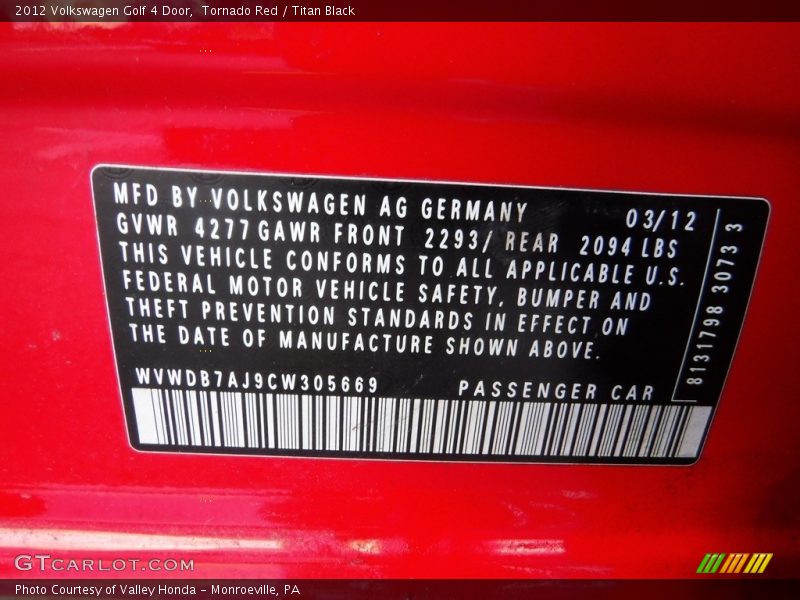 2012 Volkswagen Golf 4 Door, Tornado Red / Titan Black
MFD BY VOLKSWAGEN AG GERMANY 03/12
GVWR 4277 GAWR FRONT 2293/ REAR 2094 LBS
THIS VEHICLE CONFORMS TO ALL APPLICABLE U.S.
FEDERAL MOTOR VEHICLE SAFETY, BUMPER AND
THEFT PREVENTION STANDARDS IN EFFECT ON
THE DATE OF MANUFACTURE SHOWN ABOVE.
WVWDB7AJ9CW305669 PASSENGER CAR
8131798 30733
GTCARLOT.COM
Photo Courtesy of Valley Honda - Monroeville, PA